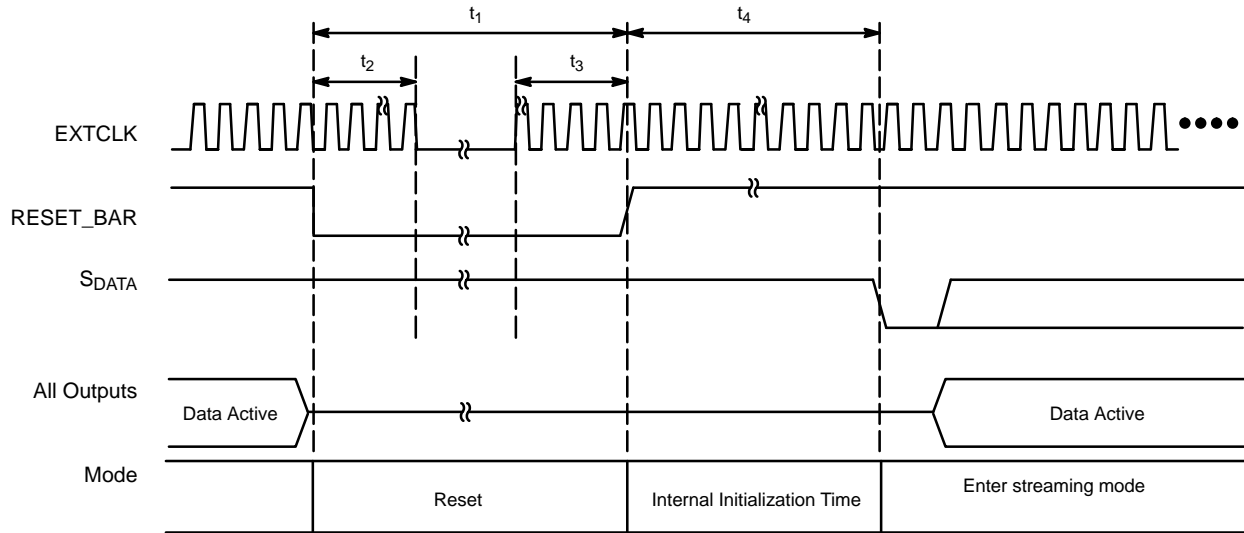 t1
t4
t2
t3
EXTCLK
RESET_BAR
SDATA
All Outputs
Data Active
Data Active
Mode
Reset
Internal Initialization Time
Enter streaming mode